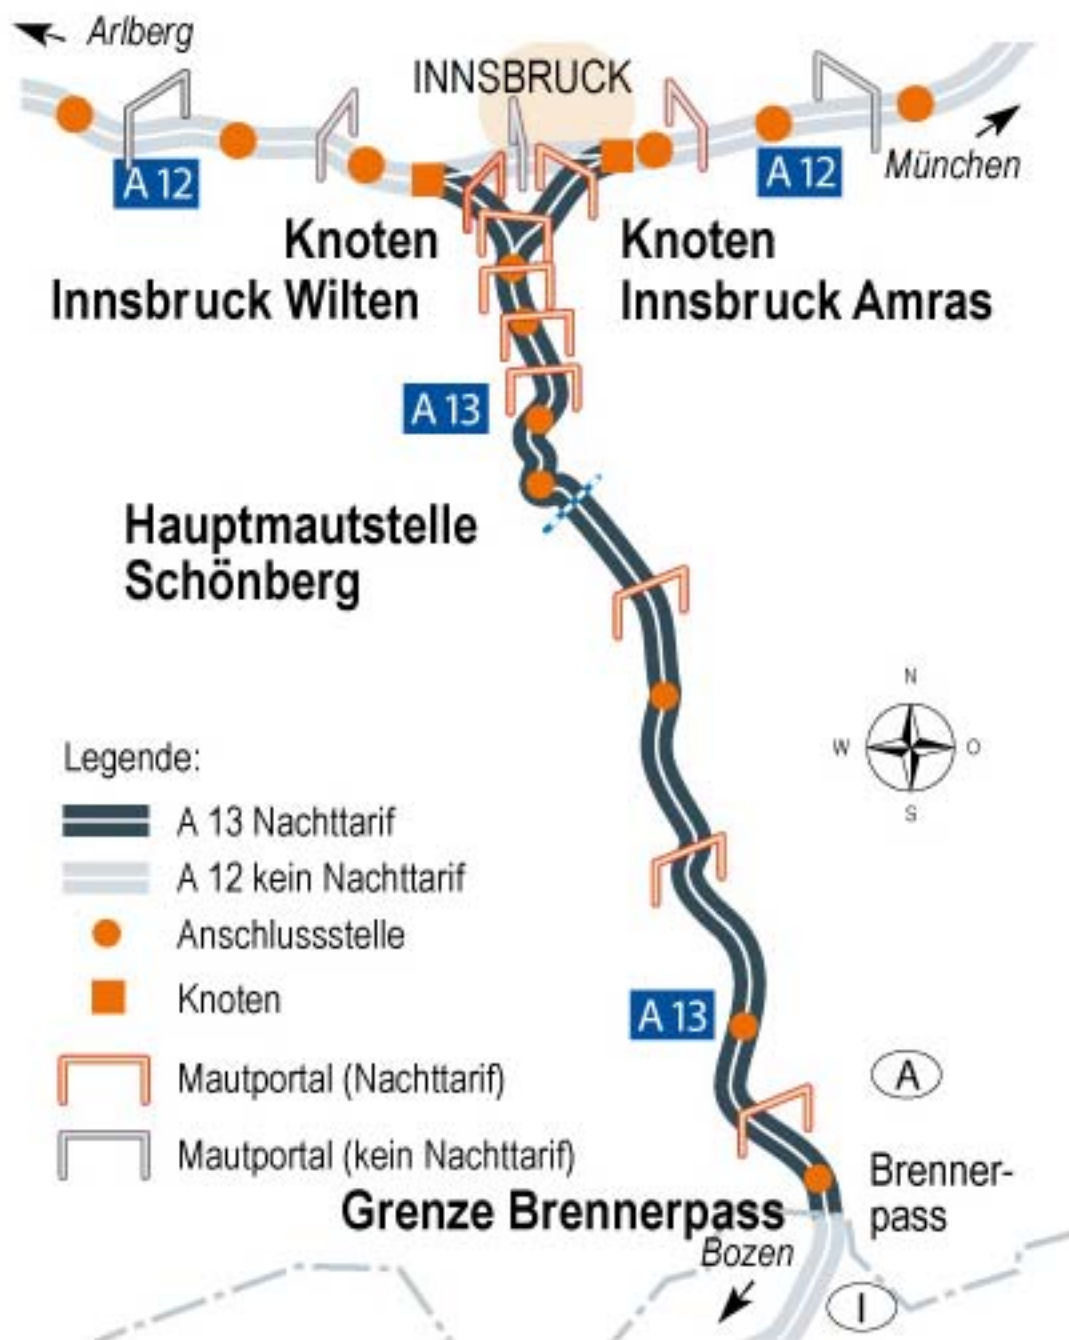 Arlberg
INNSBRUCK
A 12
A 12
München
Knoten
Innsbruck Wilten
Knoten
Innsbruck Amras
A 13
Hauptmautstelle
Schönberg
N
W
O
S
Legende:
A 13 Nachttarif
A 12 kein Nachttarif
Anschlussstelle
Knoten
Mautportal (Nachttarif)
Mautportal (kein Nachttarif)
A 13
A
Brenner-
pass
Grenze Brennerpass
Bozen
I